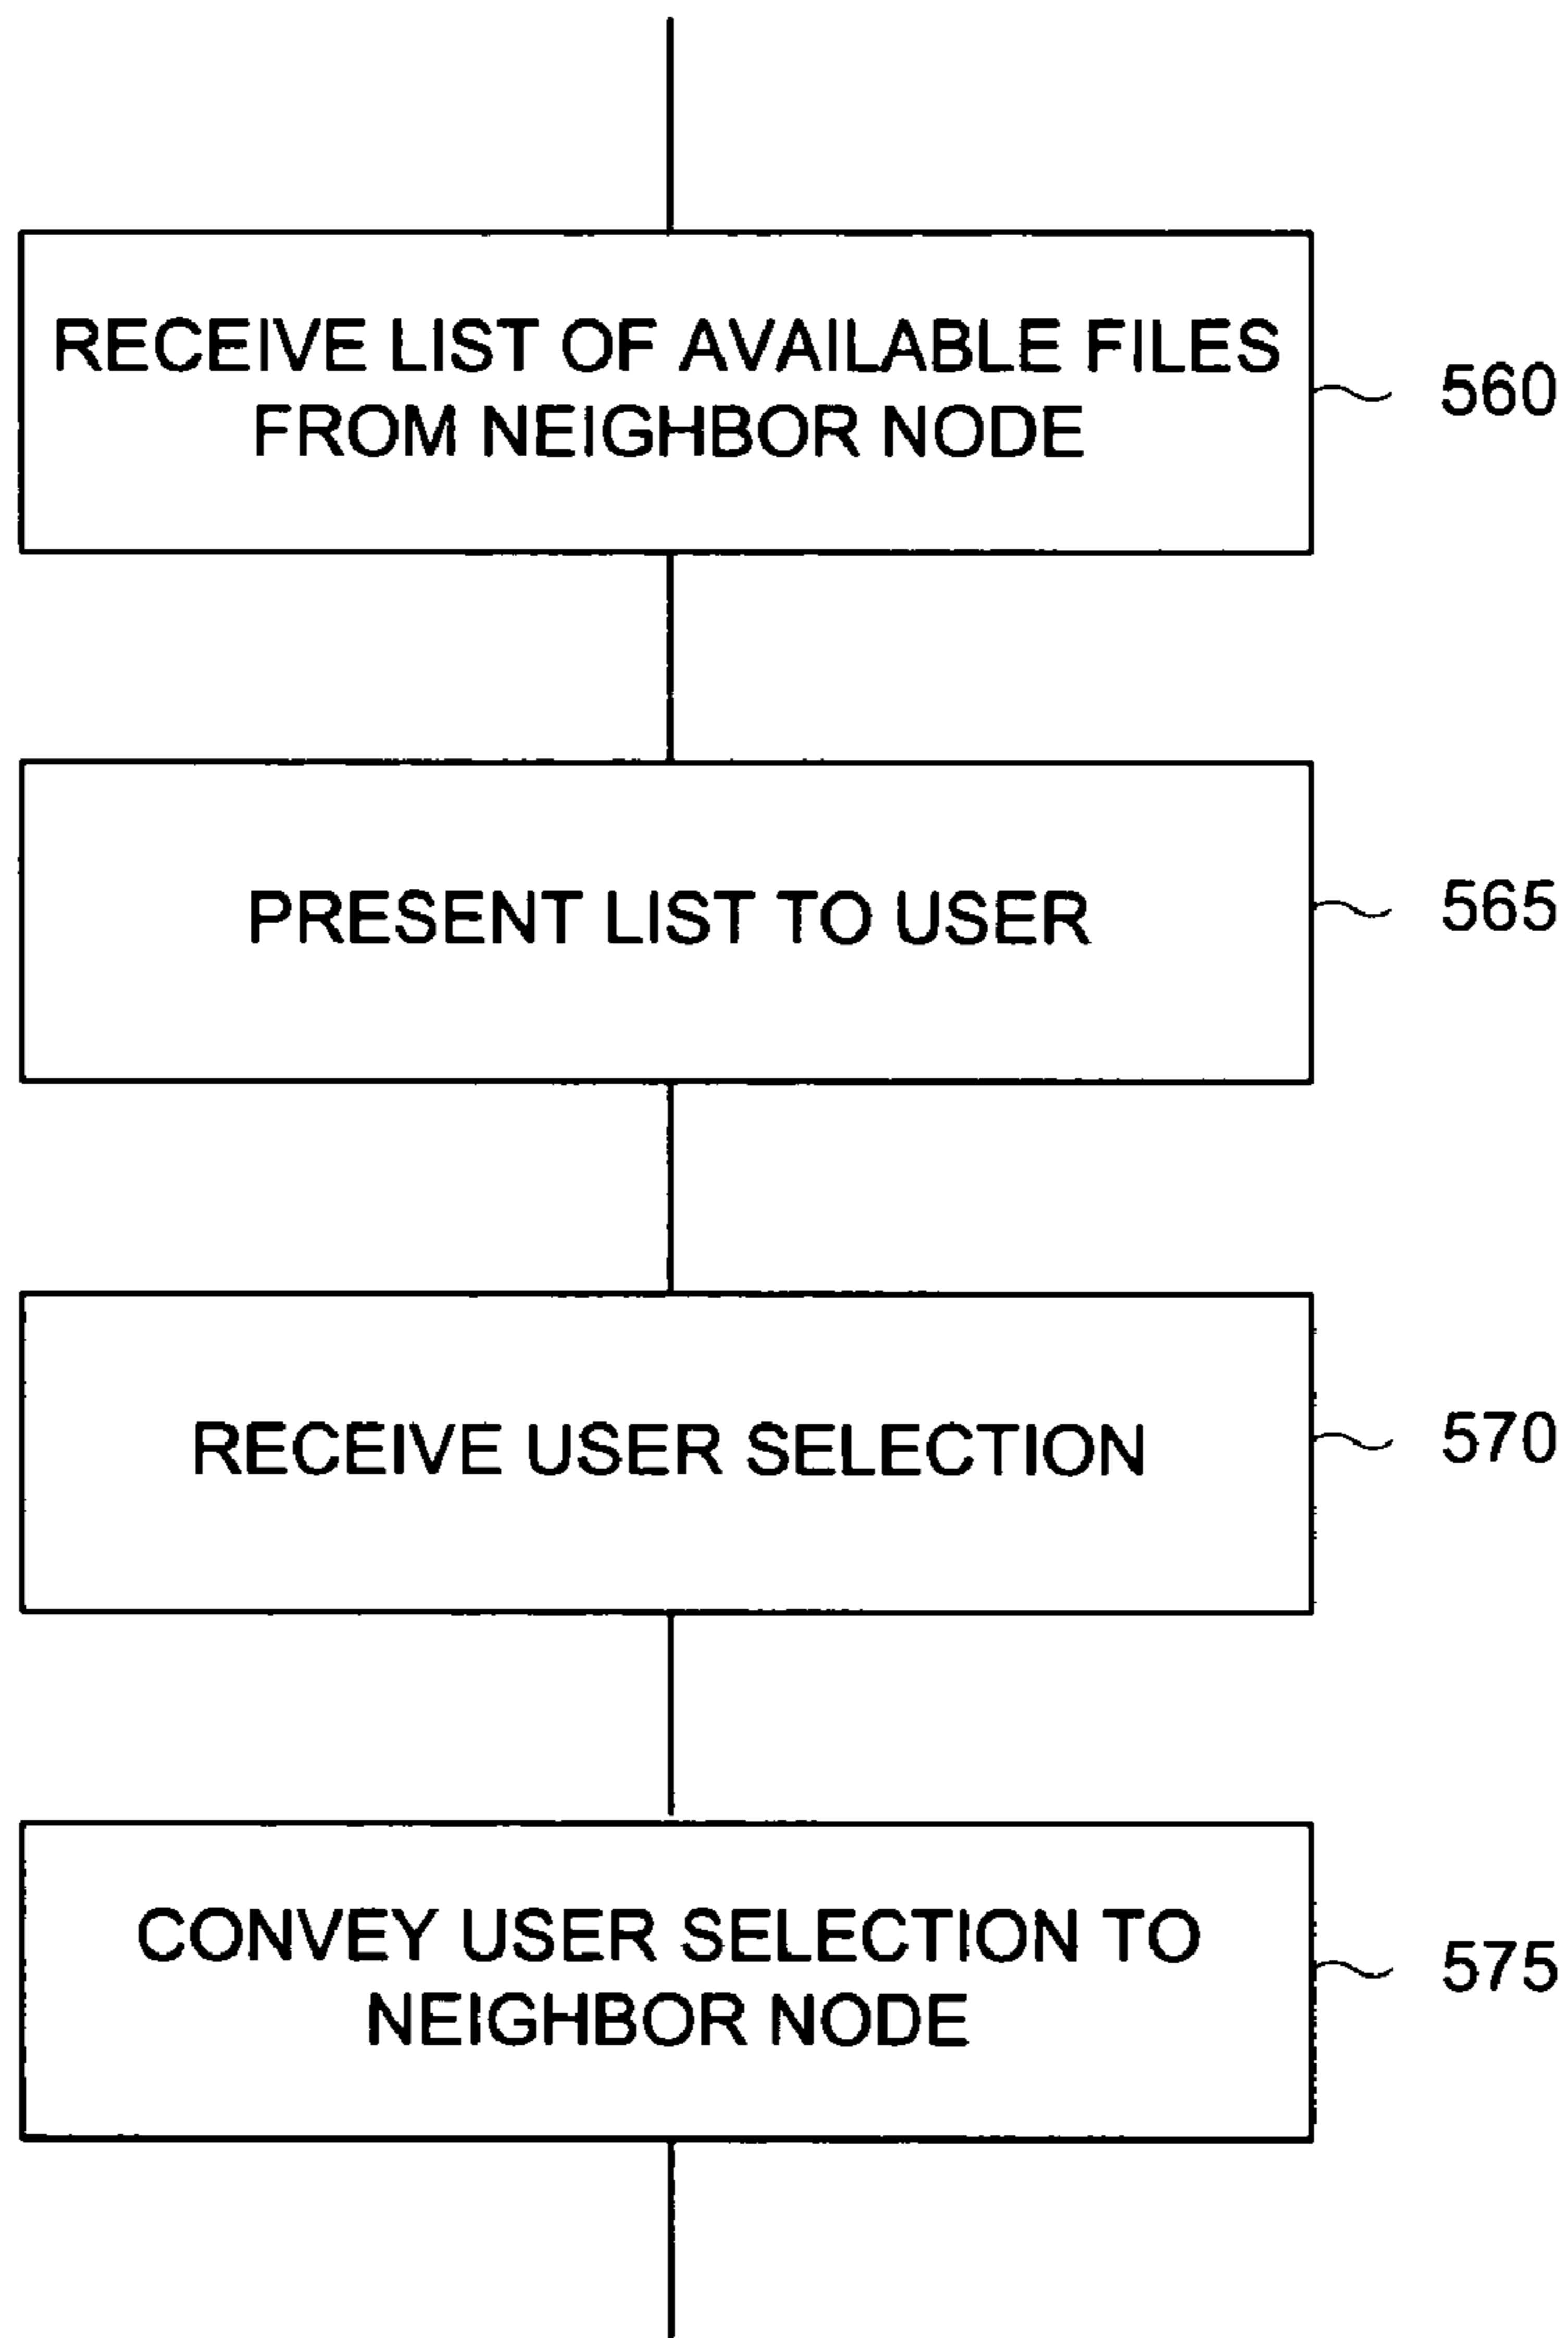 RECEIVE LIST OF AVAILABLE FILES
FROM NEIGHBOR NODE
560
PRESENT LIST TO USER
565
RECEIVE USER SELECTION
570
CONVEY USER SELECTION TO
NEIGHBOR NODE
575